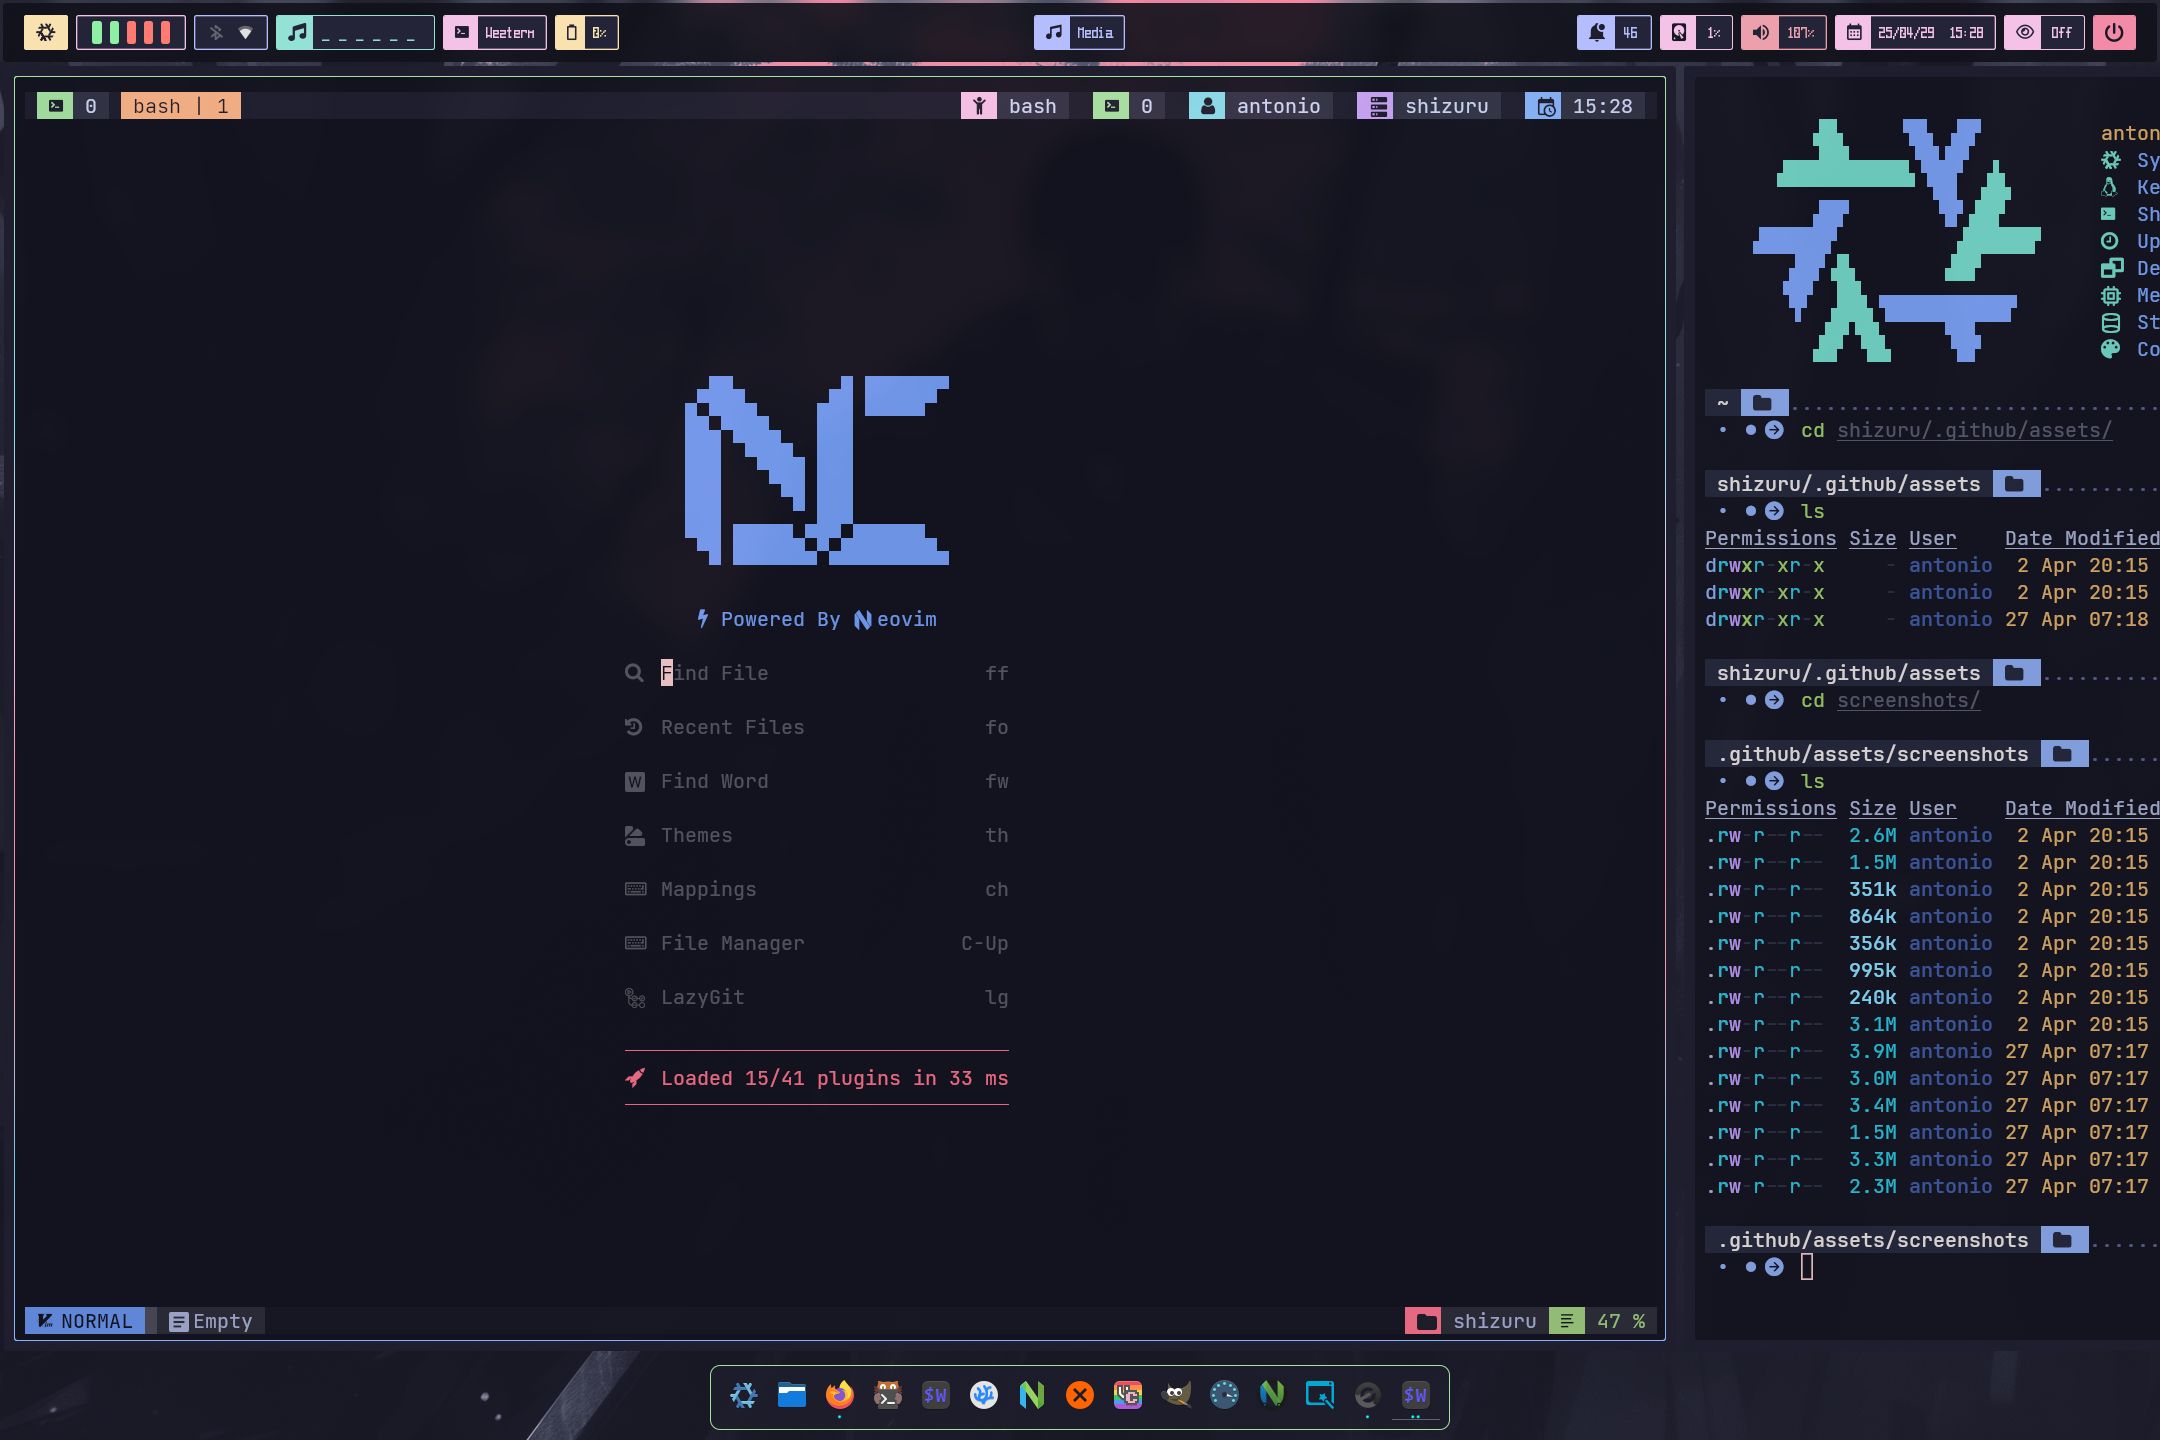 Wezterm
0%
Media
46
1%
107%
25/04/29 15:28
Off
0
bash | 1
bash
0
antonio
shizuru
15:28
Powered By Neovim
Find File ff
Recent Files fo
Find Word fw
Themes th
Mappings ch
File Manager C-Up
LazyGit lg
Loaded 15/41 plugins in 33 ms
NORMAL
Empty
shizuru
47 %
anton
Sy
Ke
Sh
Up
De
Me
St
Co
~
cd shizuru/.github/assets/
shizuru/.github/assets
ls
Permissions Size User Date Modified
drwxr-xr-x - antonio 2 Apr 20:15
drwxr-xr-x - antonio 2 Apr 20:15
drwxr-xr-x - antonio 27 Apr 07:18
shizuru/.github/assets
cd screenshots/
.github/assets/screenshots
ls
Permissions Size User Date Modified
.rw-r--r-- 2.6M antonio 2 Apr 20:15
.rw-r--r-- 1.5M antonio 2 Apr 20:15
.rw-r--r-- 351k antonio 2 Apr 20:15
.rw-r--r-- 864k antonio 2 Apr 20:15
.rw-r--r-- 356k antonio 2 Apr 20:15
.rw-r--r-- 995k antonio 2 Apr 20:15
.rw-r--r-- 240k antonio 2 Apr 20:15
.rw-r--r-- 3.1M antonio 2 Apr 20:15
.rw-r--r-- 3.9M antonio 27 Apr 07:17
.rw-r--r-- 3.0M antonio 27 Apr 07:17
.rw-r--r-- 3.4M antonio 27 Apr 07:17
.rw-r--r-- 1.5M antonio 27 Apr 07:17
.rw-r--r-- 3.3M antonio 27 Apr 07:17
.rw-r--r-- 2.3M antonio 27 Apr 07:17
.github/assets/screenshots
$W
$W